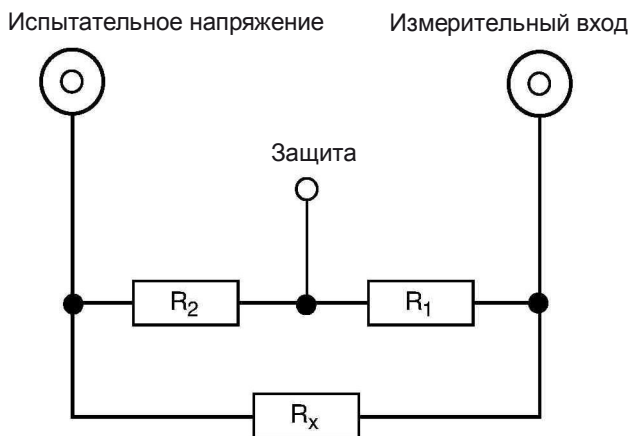 Испытательное напряжение
Измерительный вход
Защита
R2
R1
Rx